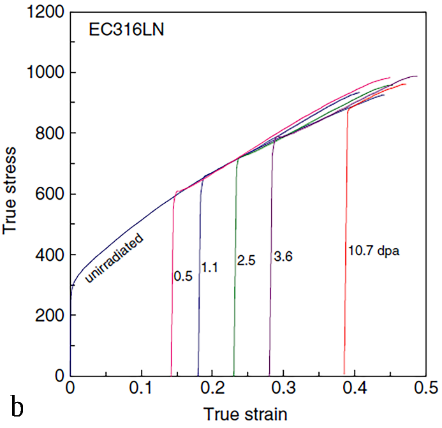 EC316LN
1200
1000
800
600
400
200
0
True stress
unirradiated
0.5
1.1
2.5
3.6
10.7 dpa
0
0.1
0.2
0.3
0.4
0.5
True strain
b